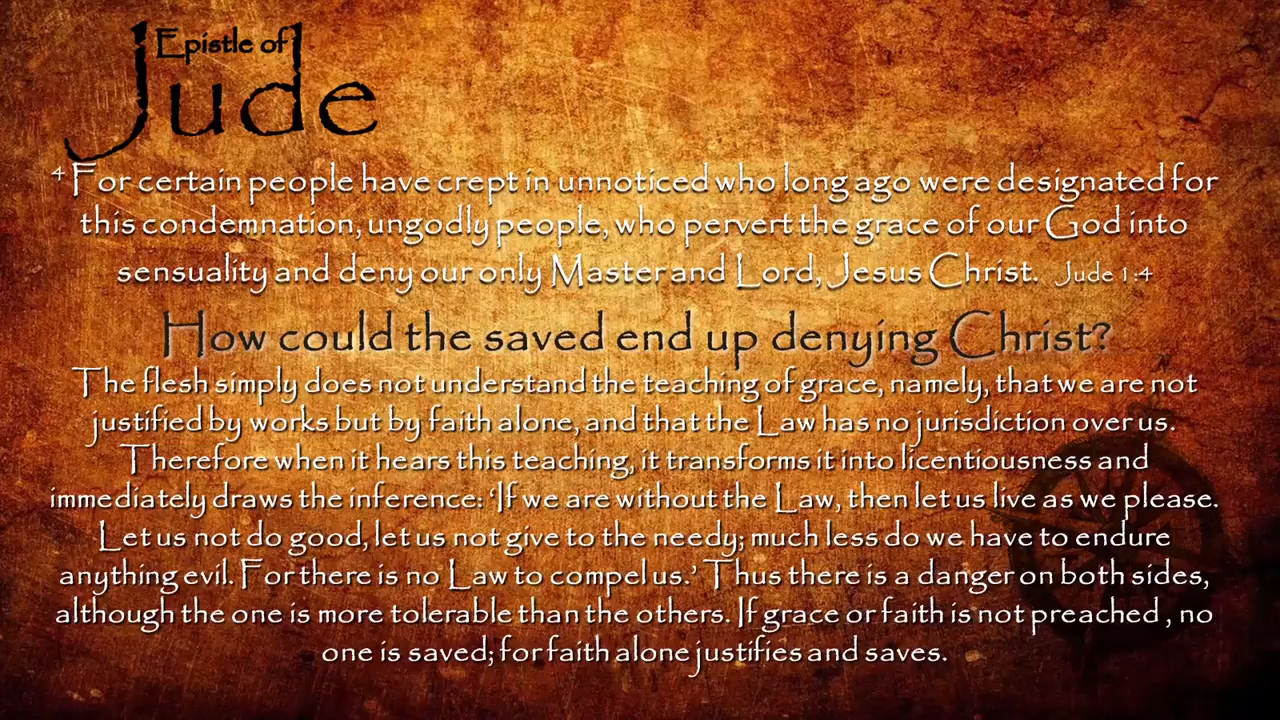 Epistle of
Jude
4 For certain people have crept in unnoticed who long ago were designated for
this condemnation, ungodly people, who pervert the grace of our God into
sensuality and deny our only Master and Lord, Jesus Christ. Jude 1:4
How could the saved end up denying Christ?
The flesh simply does not understand the teaching of grace, namely, that we are not
justified by works but by faith alone, and that the Law has no jurisdiction over us.
Therefore when it hears this teaching, it transforms it into licentiousness and
immediately draws the inference: ‘If we are without the Law, then let us live as we please.
Let us not do good, let us not give to the needy; much less do we have to endure
anything evil. For there is no Law to compel us.’ Thus there is a danger on both sides,
although the one is more tolerable than the others. If grace or faith is not preached , no
one is saved; for faith alone justifies and saves.